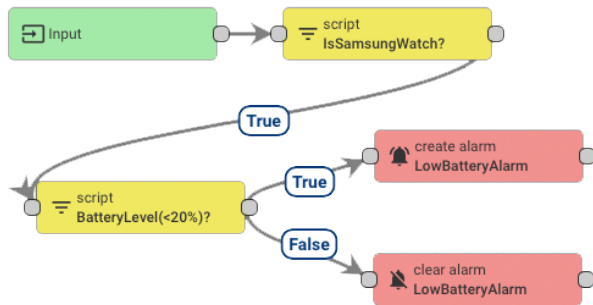 Input
script
IsSamsungWatch?
True
script
BatteryLevel(<20%)?
True
create alarm
LowBatteryAlarm
False
clear alarm
LowBatteryAlarm